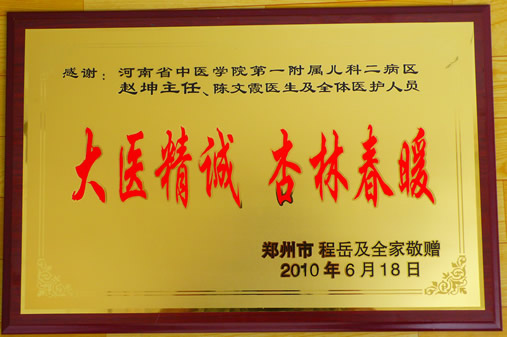 感谢：河南省中医学院第一附属儿科二病区
赵坤主任、陈文霞医生及全体医护人员
大医精诚 杏林春暖
郑州市 程岳及全家敬赠
2010年6月18日